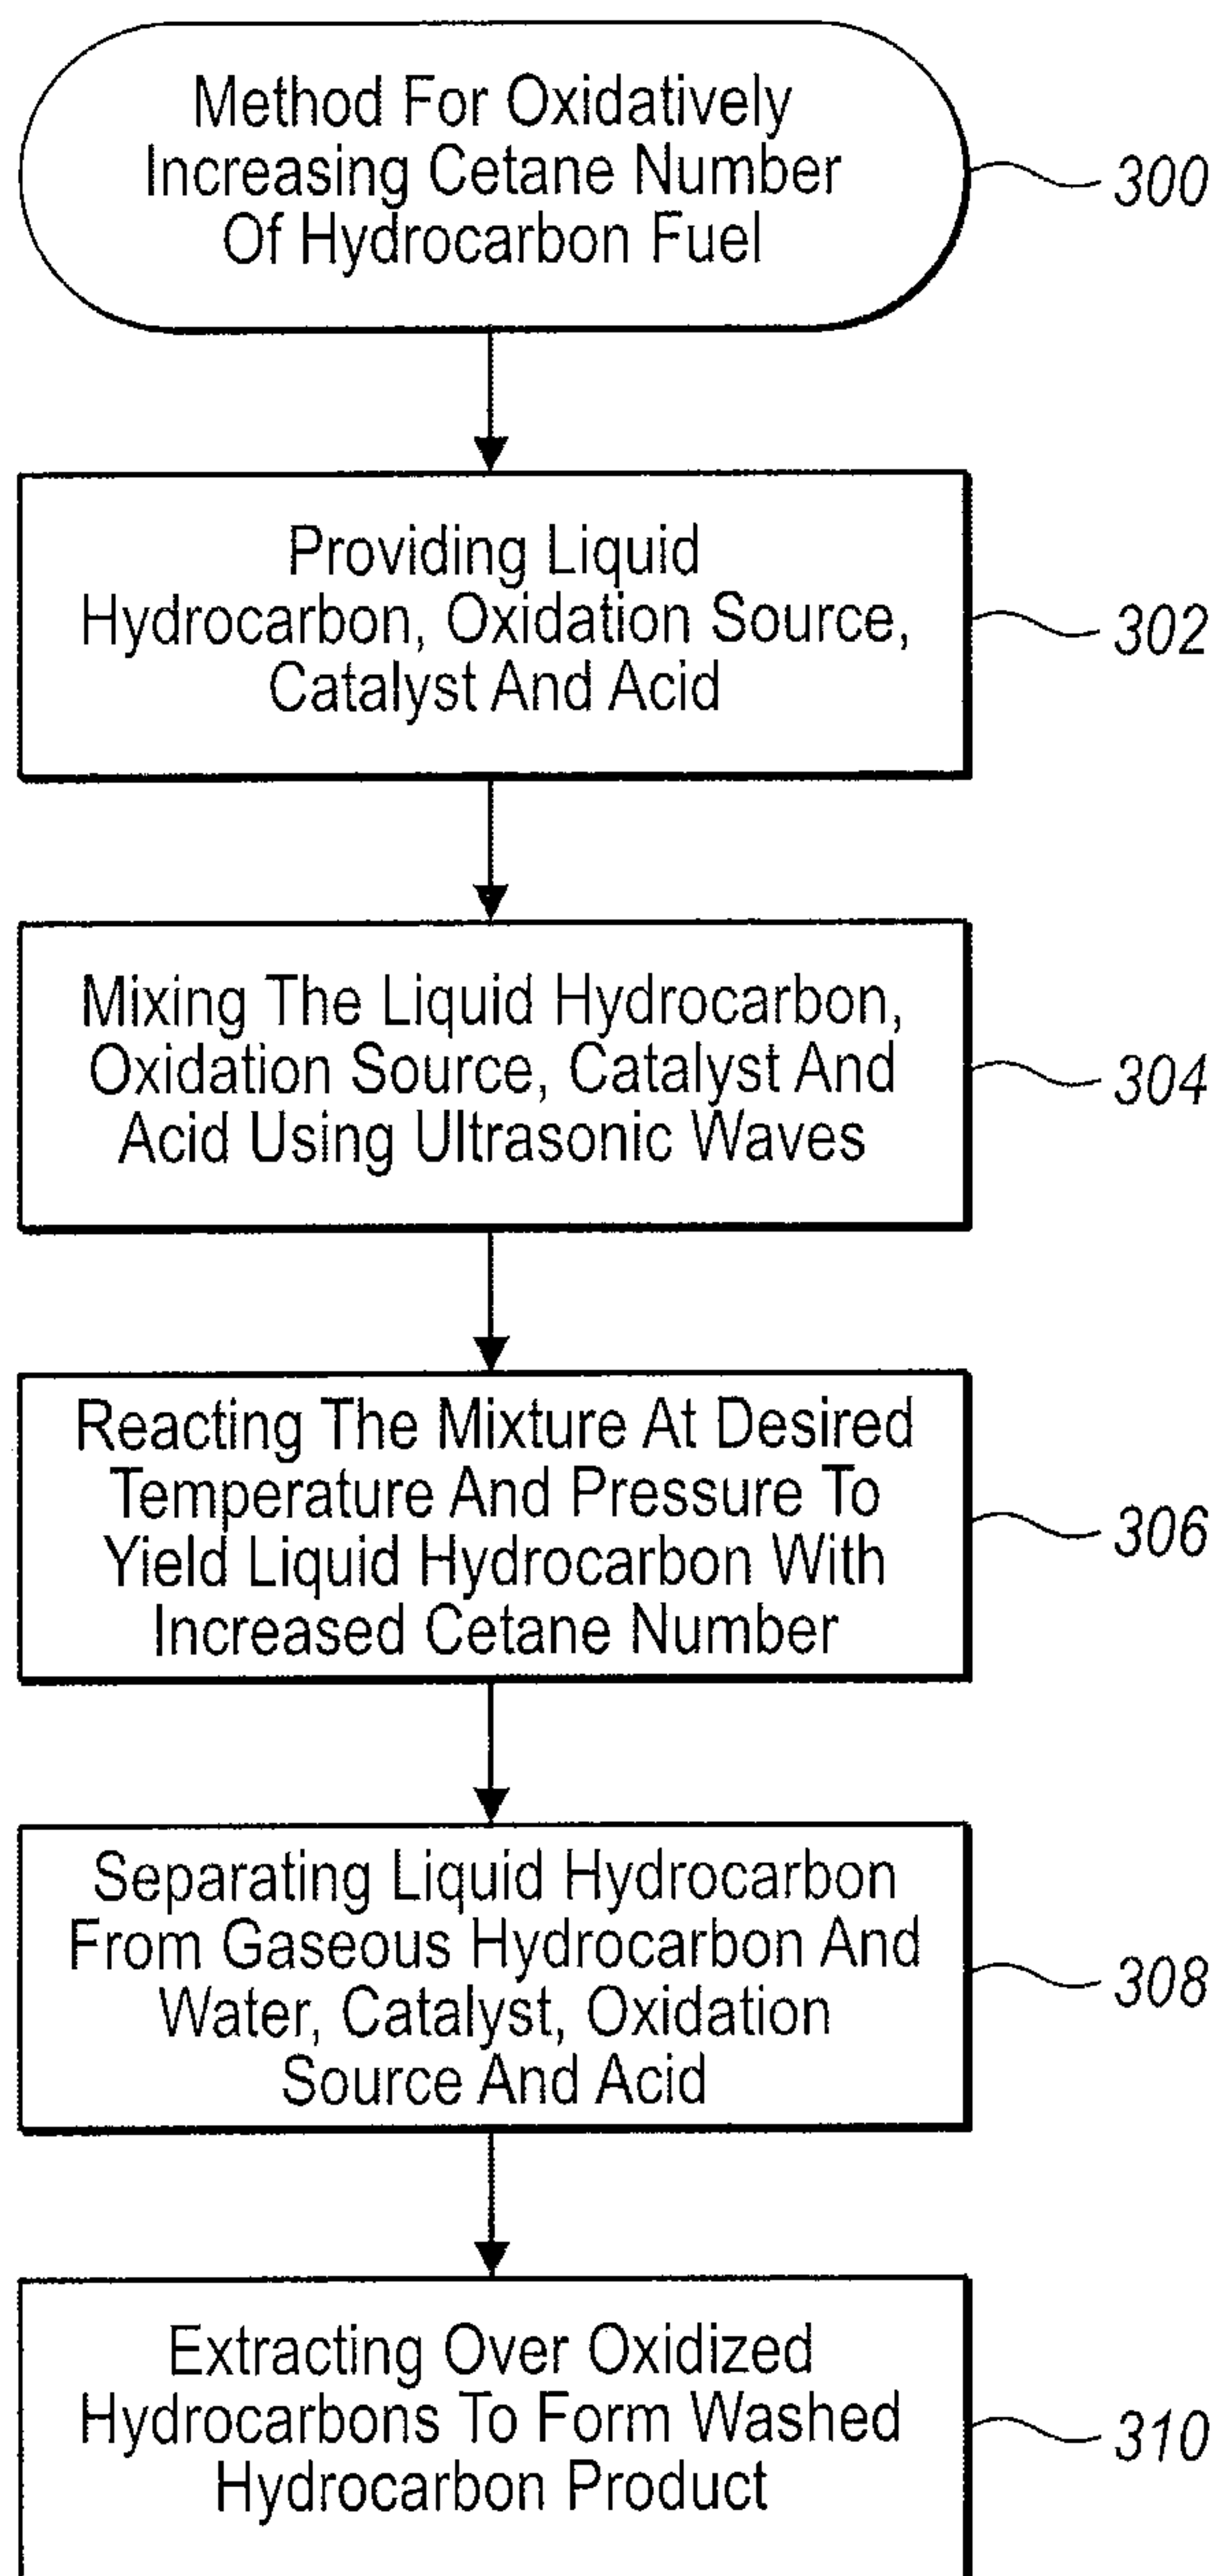 Method For Oxidatively
Increasing Cetane Number
Of Hydrocarbon Fuel
300
Providing Liquid
Hydrocarbon, Oxidation Source,
Catalyst And Acid
302
Mixing The Liquid Hydrocarbon,
Oxidation Source, Catalyst And
Acid Using Ultrasonic Waves
304
Reacting The Mixture At Desired
Temperature And Pressure To
Yield Liquid Hydrocarbon With
Increased Cetane Number
306
Separating Liquid Hydrocarbon
From Gaseous Hydrocarbon And
Water, Catalyst, Oxidation
Source And Acid
308
Extracting Over Oxidized
Hydrocarbons To Form Washed
Hydrocarbon Product
310